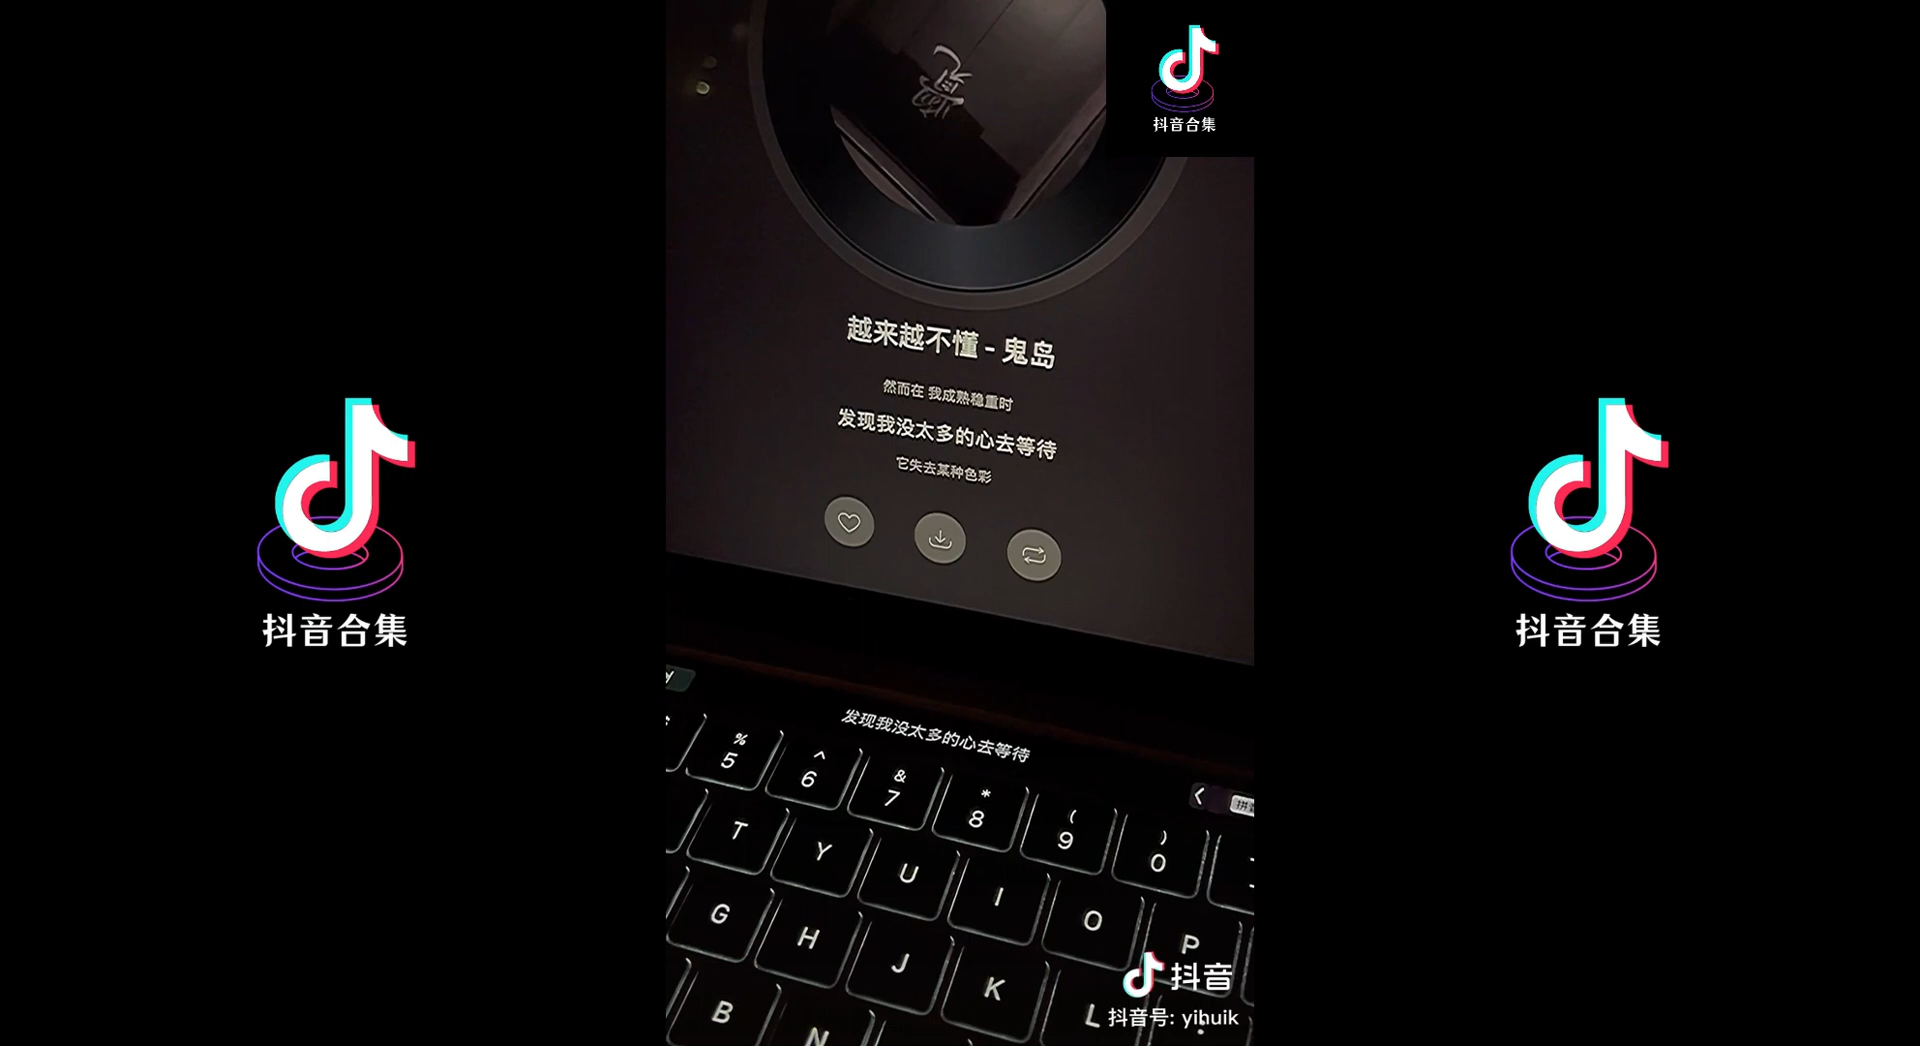 抖音合集
越来越不懂 - 鬼岛
然而在 我成熟稳重时
发现我没太多的心去等待
它失去某种色彩
抖音合集
抖音合集
发现我没太多的心去等待
% ^ & * ( )
5 6 7 8 9 0
T Y U I O P
G H J K L
B N
抖音
抖音号: yihuik